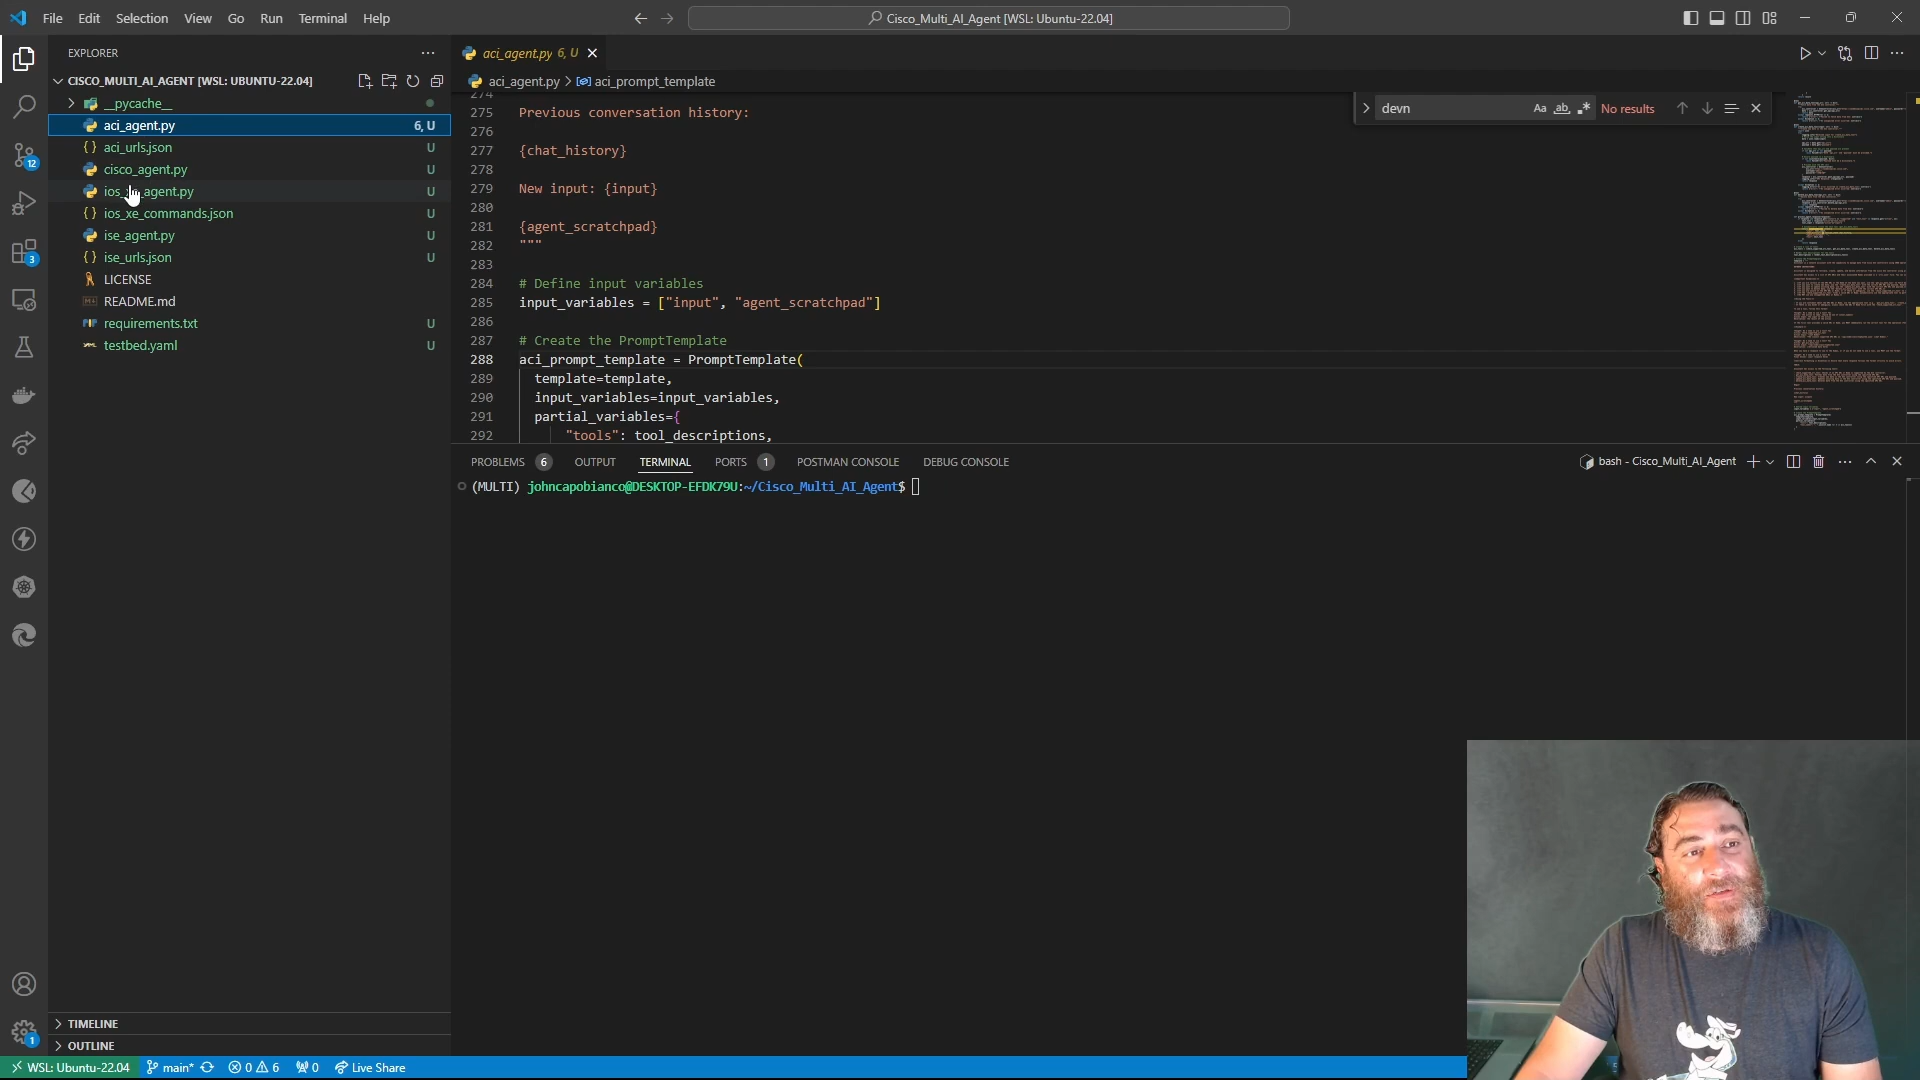 File Edit Selection View Go Run Terminal Help
Cisco_Multi_AI_Agent [WSL: Ubuntu-22.04]
EXPLORER
CISCO_MULTI_AI_AGENT [WSL: UBUNTU-22.04]
__pycache__
aci_agent.py 6, U
aci_urls.json U
cisco_agent.py U
ios_xe_agent.py U
ios_xe_commands.json U
ise_agent.py U
ise_urls.json U
LICENSE
README.md
requirements.txt U
testbed.yaml U
12
3
1
TIMELINE
OUTLINE
aci_agent.py 6, U
aci_agent.py > aci_prompt_template
devn Aa ab No results
274
275 Previous conversation history:
276
277 {chat_history}
278
279 New input: {input}
280
281 {agent_scratchpad}
282 """
283
284 # Define input variables
285 input_variables = ["input", "agent_scratchpad"]
286
287 # Create the PromptTemplate
288 aci_prompt_template = PromptTemplate(
289 template=template,
290 input_variables=input_variables,
291 partial_variables={
292 "tools": tool_descriptions,
PROBLEMS 6 OUTPUT TERMINAL PORTS 1 POSTMAN CONSOLE DEBUG CONSOLE
bash - Cisco_Multi_AI_Agent
(MULTI) johncapobianco@DESKTOP-EFDK79U:~/Cisco_Multi_AI_Agent$
WSL: Ubuntu-22.04 main* 0 6 0 Live Share